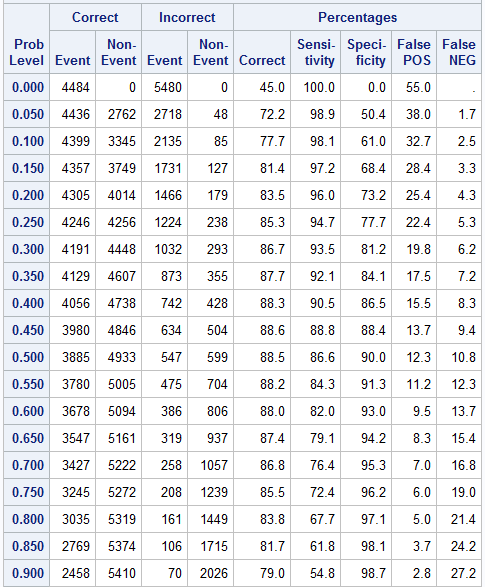 Correct Incorrect Percentages
Prob Level Event Non-Event Event Non-Event Correct Sensi-tivity Speci-ficity False POS False NEG
0.000 4484 0 5480 0 45.0 100.0 0.0 55.0 .
0.050 4436 2762 2718 48 72.2 98.9 50.4 38.0 1.7
0.100 4399 3345 2135 85 77.7 98.1 61.0 32.7 2.5
0.150 4357 3749 1731 127 81.4 97.2 68.4 28.4 3.3
0.200 4305 4014 1466 179 83.5 96.0 73.2 25.4 4.3
0.250 4246 4256 1224 238 85.3 94.7 77.7 22.4 5.3
0.300 4191 4448 1032 293 86.7 93.5 81.2 19.8 6.2
0.350 4129 4607 873 355 87.7 92.1 84.1 17.5 7.2
0.400 4056 4738 742 428 88.3 90.5 86.5 15.5 8.3
0.450 3980 4846 634 504 88.6 88.8 88.4 13.7 9.4
0.500 3885 4933 547 599 88.5 86.6 90.0 12.3 10.8
0.550 3780 5005 475 704 88.2 84.3 91.3 11.2 12.3
0.600 3678 5094 386 806 88.0 82.0 93.0 9.5 13.7
0.650 3547 5161 319 937 87.4 79.1 94.2 8.3 15.4
0.700 3427 5222 258 1057 86.8 76.4 95.3 7.0 16.8
0.750 3245 5272 208 1239 85.5 72.4 96.2 6.0 19.0
0.800 3035 5319 161 1449 83.8 67.7 97.1 5.0 21.4
0.850 2769 5374 106 1715 81.7 61.8 98.1 3.7 24.2
0.900 2458 5410 70 2026 79.0 54.8 98.7 2.8 27.2